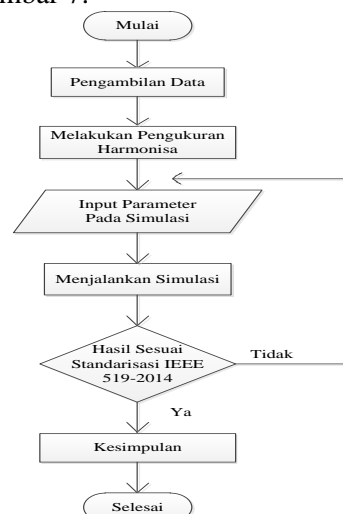 Mulai
Pengambilan Data
Melakukan Pengukuran
Harmonisa
Input Parameter
Pada Simulasi
Menjalankan Simulasi
Hasil Sesuai
Standarisasi IEEE
519-2014
Tidak
Ya
Kesimpulan
Selesai